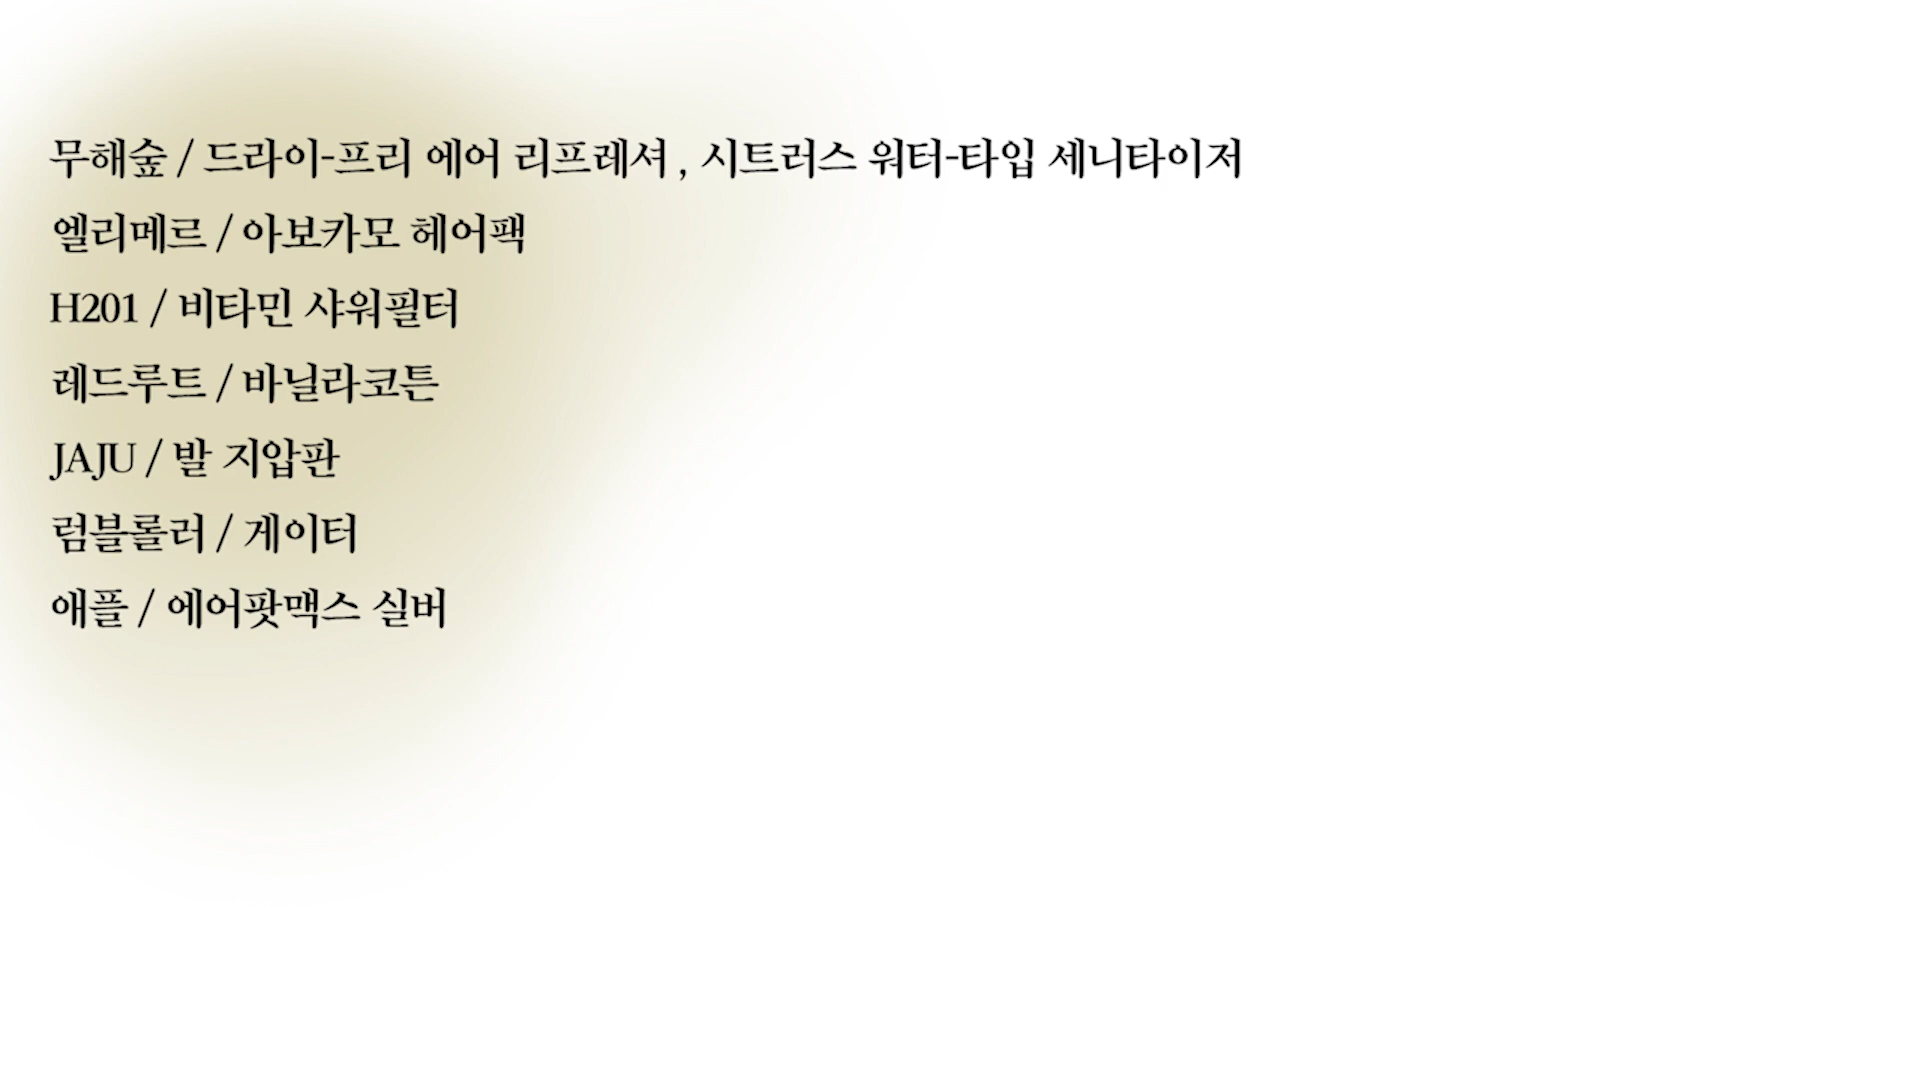 무해숲 / 드라이-프리 에어 리프레셔 , 시트러스 워터-타입 세니타이저
엘리메르 / 아보카모 헤어팩
H201 / 비타민 샤워필터
레드루트 / 바닐라코튼
JAJU / 발 지압판
럼블롤러 / 게이터
애플 / 에어팟맥스 실버